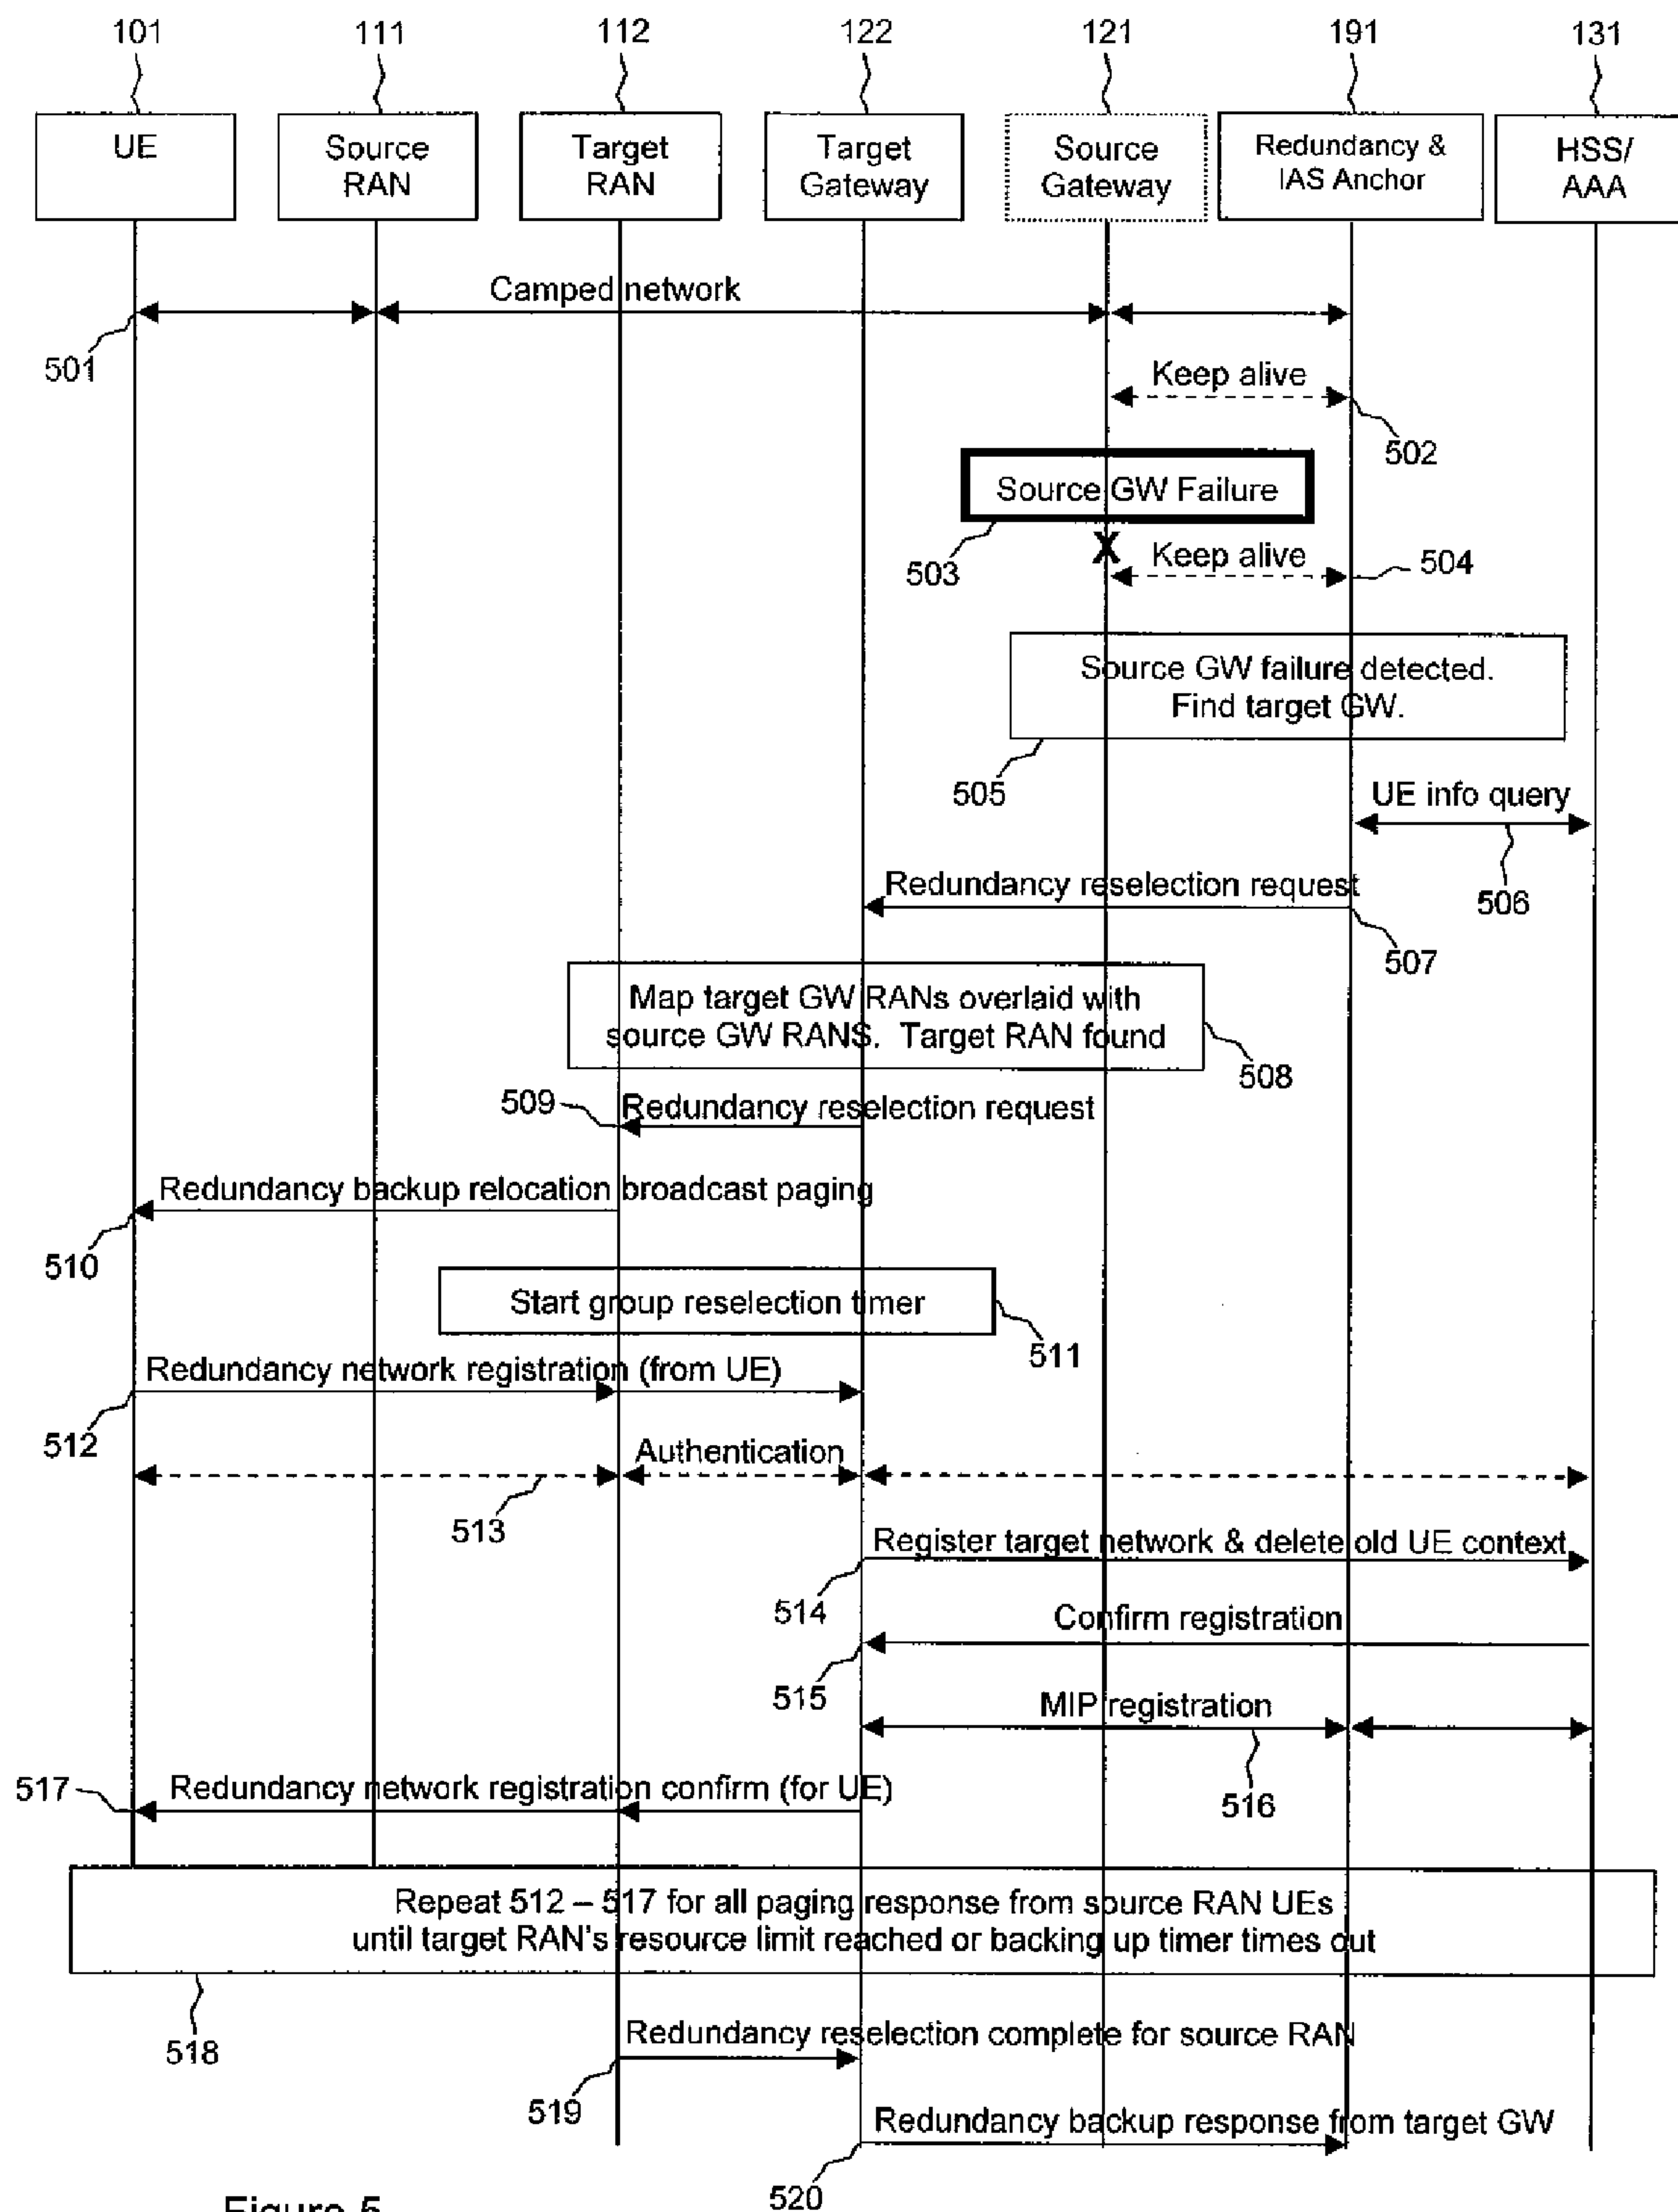 101
111
112
122
121
191
131
UE
Source
RAN
Target
RAN
Target
Gateway
Source
Gateway
Redundancy &
IAS Anchor
HSS/
AAA
Camped network
501
Keep alive
502
Source GW Failure
503
X
Keep alive
504
Source GW failure detected.
Find target GW.
505
UE info query
506
Redundancy reselection request
507
Map target GW RANs overlaid with
source GW RANS. Target RAN found
508
509
Redundancy reselection request
Redundancy backup relocation broadcast paging
510
Start group reselection timer
511
Redundancy network registration (from UE)
512
Authentication
513
Register target network & delete old UE context
514
Confirm registration
515
MIP registration
516
517
Redundancy network registration confirm (for UE)
Repeat 512 – 517 for all paging response from source RAN UEs
until target RAN's resource limit reached or backing up timer times out
518
Redundancy reselection complete for source RAN
519
Redundancy backup response from target GW
520
Figure 5